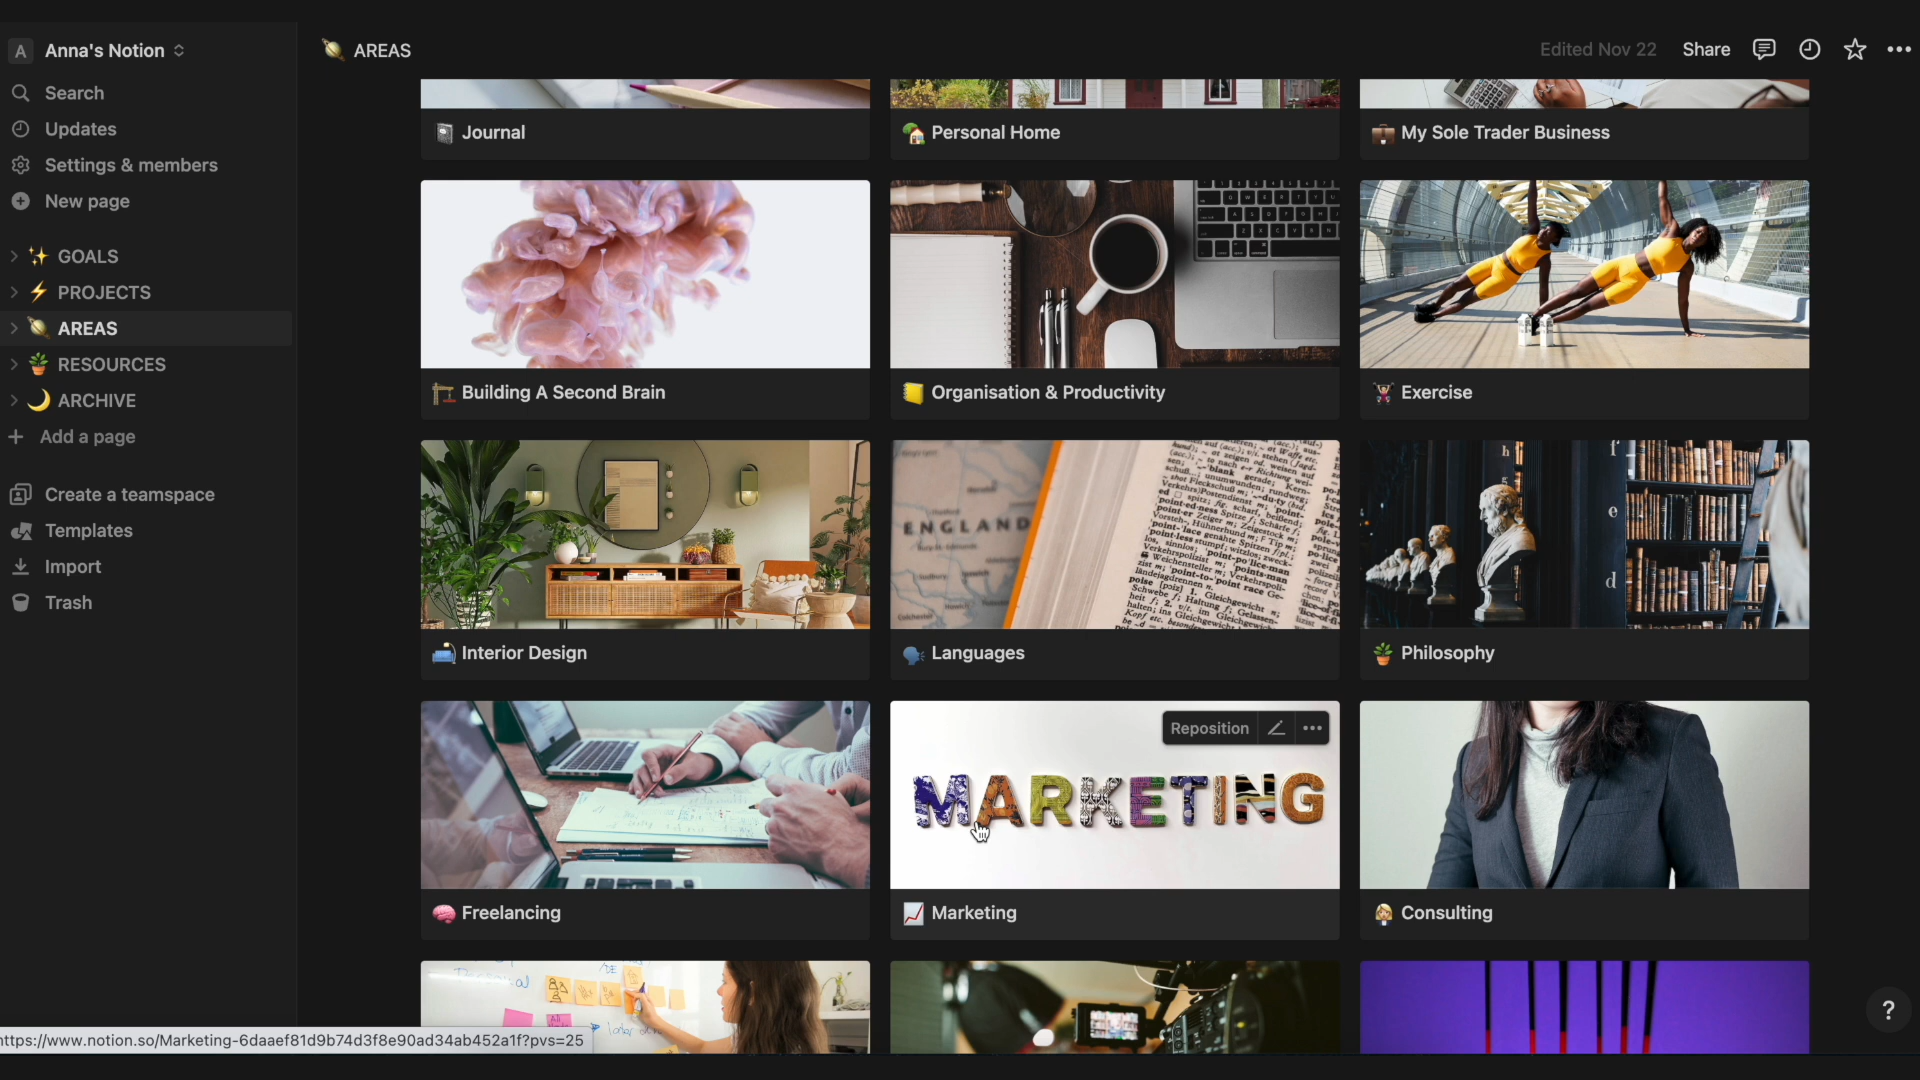 A Anna's Notion
AREAS
Edited Nov 22
Share
Search
Updates
Settings & members
New page
GOALS
PROJECTS
AREAS
RESOURCES
ARCHIVE
Add a page
Create a teamspace
Templates
Import
Trash
Journal
Personal Home
My Sole Trader Business
Building A Second Brain
Organisation & Productivity
Exercise
ENGLAND
Interior Design
Languages
Philosophy
Reposition
MARKETING
Freelancing
Marketing
Consulting
?
https://www.notion.so/Marketing-6daaef81d9b74d3f8e90ad34ab452a1f?pvs=25